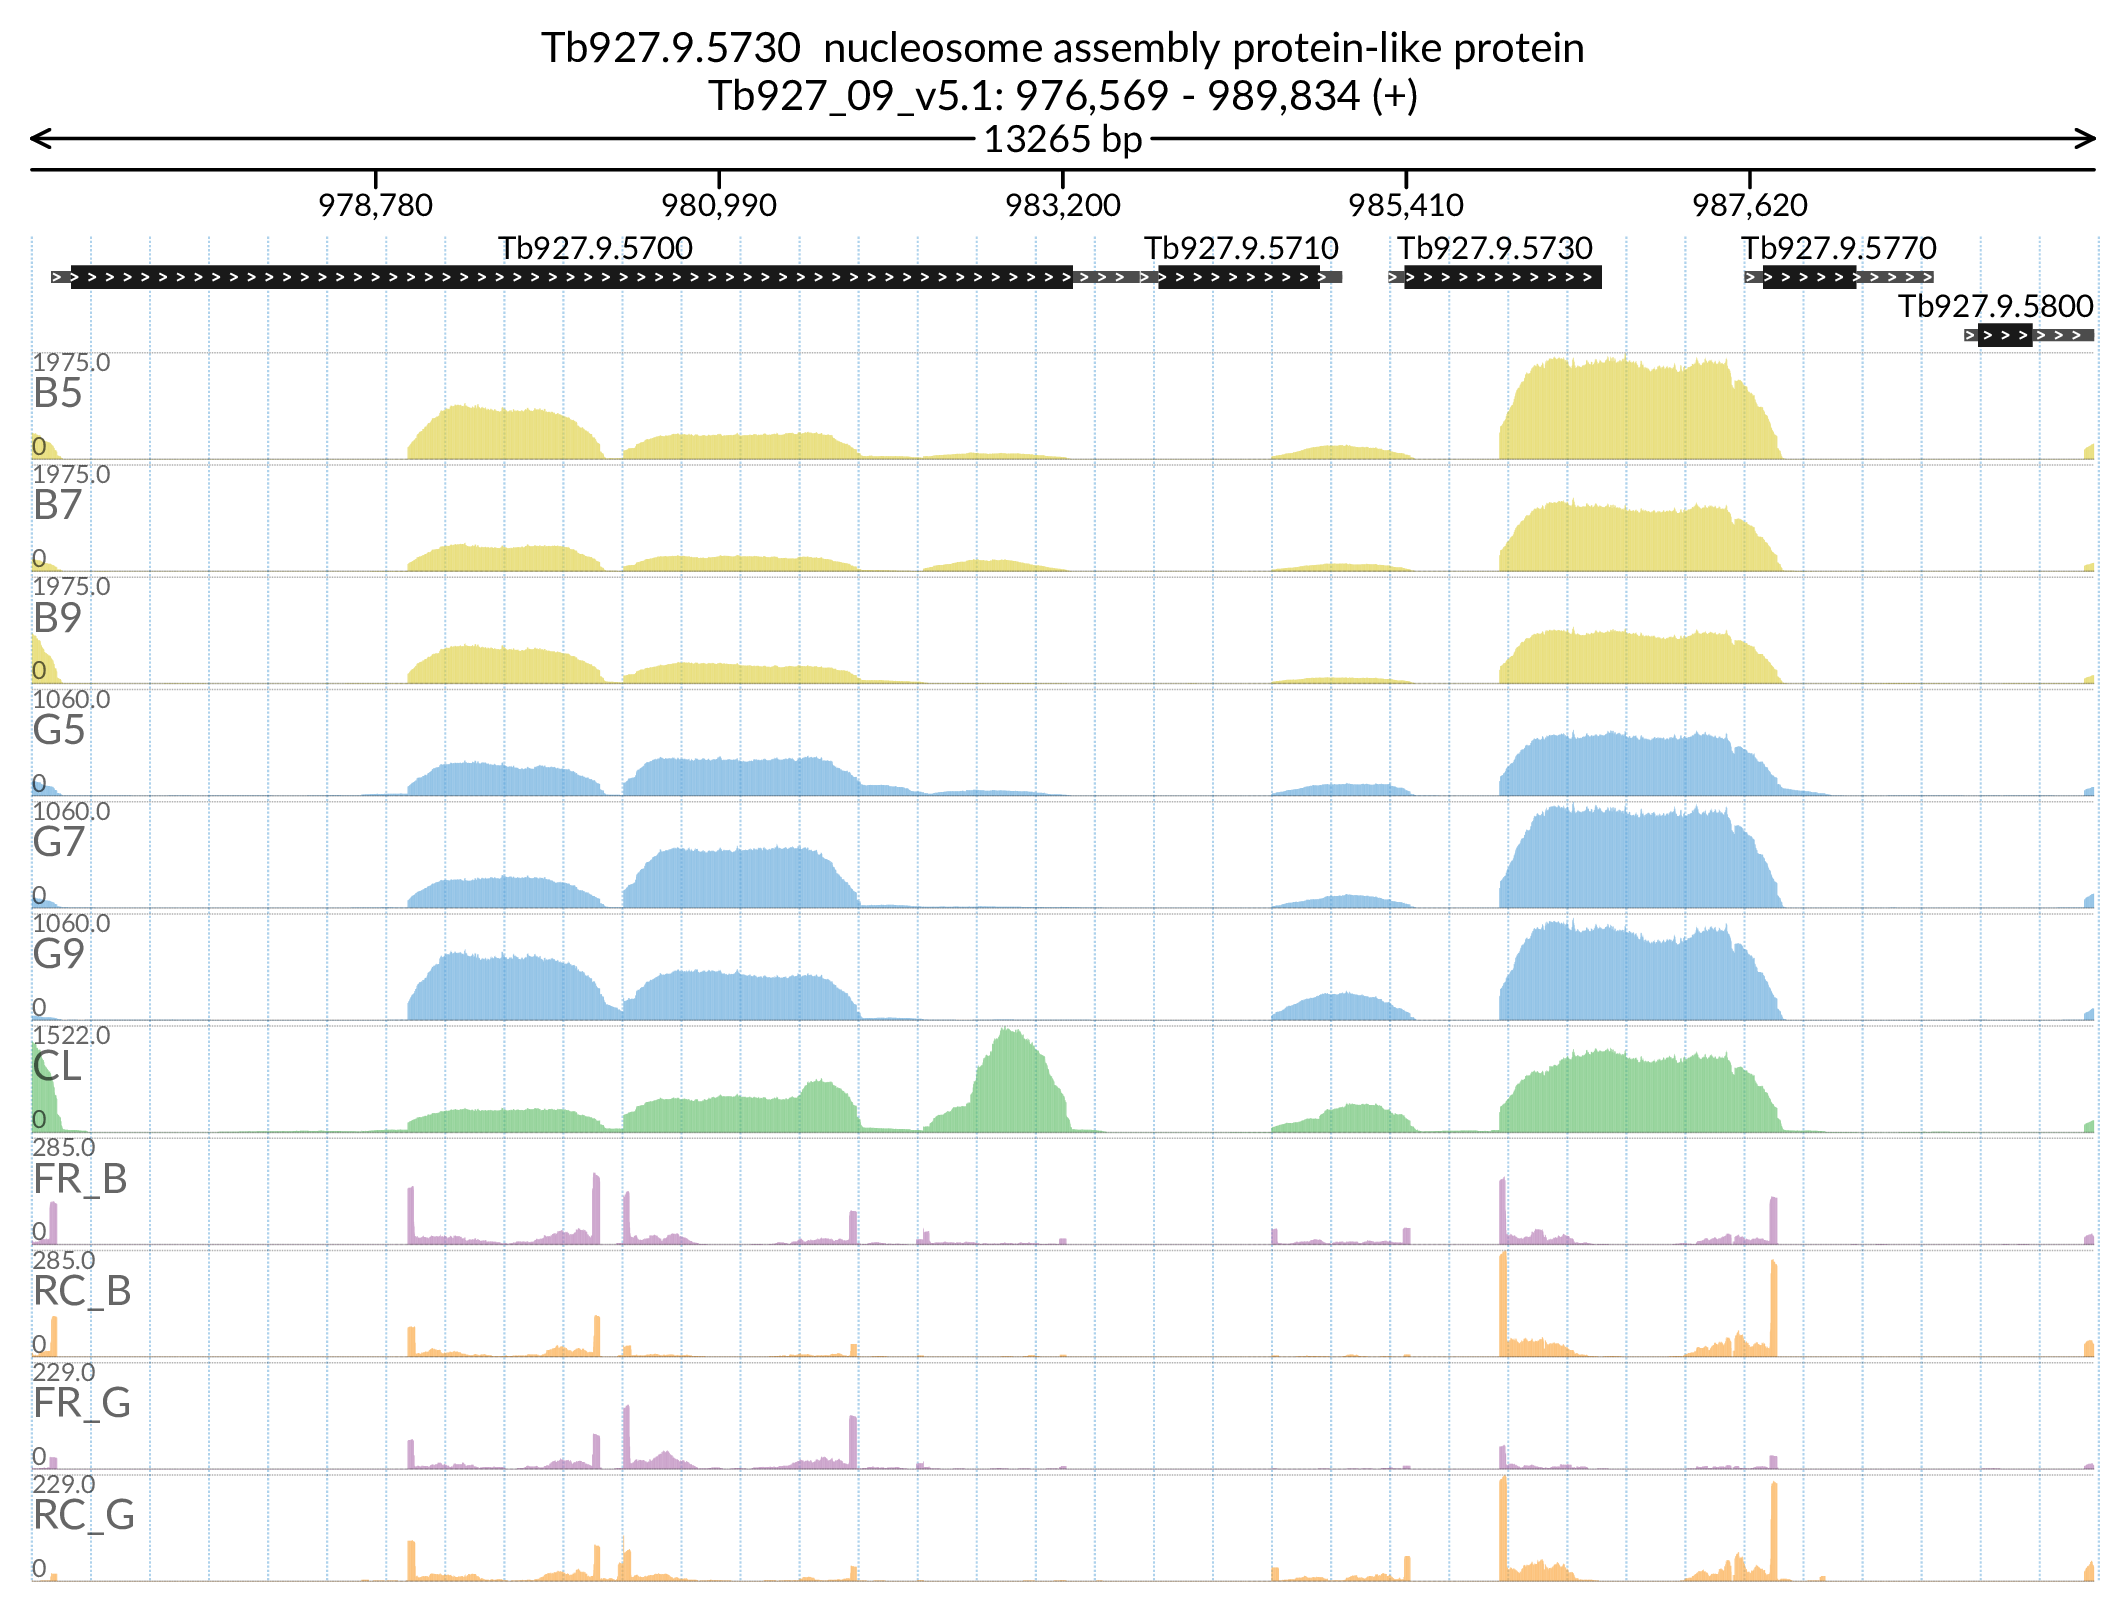 Tb927.9.5730  nucleosome assembly protein-like protein
Tb927_09_v5.1: 976,569 - 989,834 (+)
13265 bp
978,780 980,990 983,200 985,410 987,620
Tb927.9.5700 Tb927.9.5710 Tb927.9.5730 Tb927.9.5770
Tb927.9.5800
1975.0
B5
0
1975.0
B7
0
1975.0
B9
0
1060.0
G5
0
1060.0
G7
0
1060.0
G9
0
1522.0
CL
0
285.0
FR_B
0
285.0
RC_B
0
229.0
FR_G
0
229.0
RC_G
0